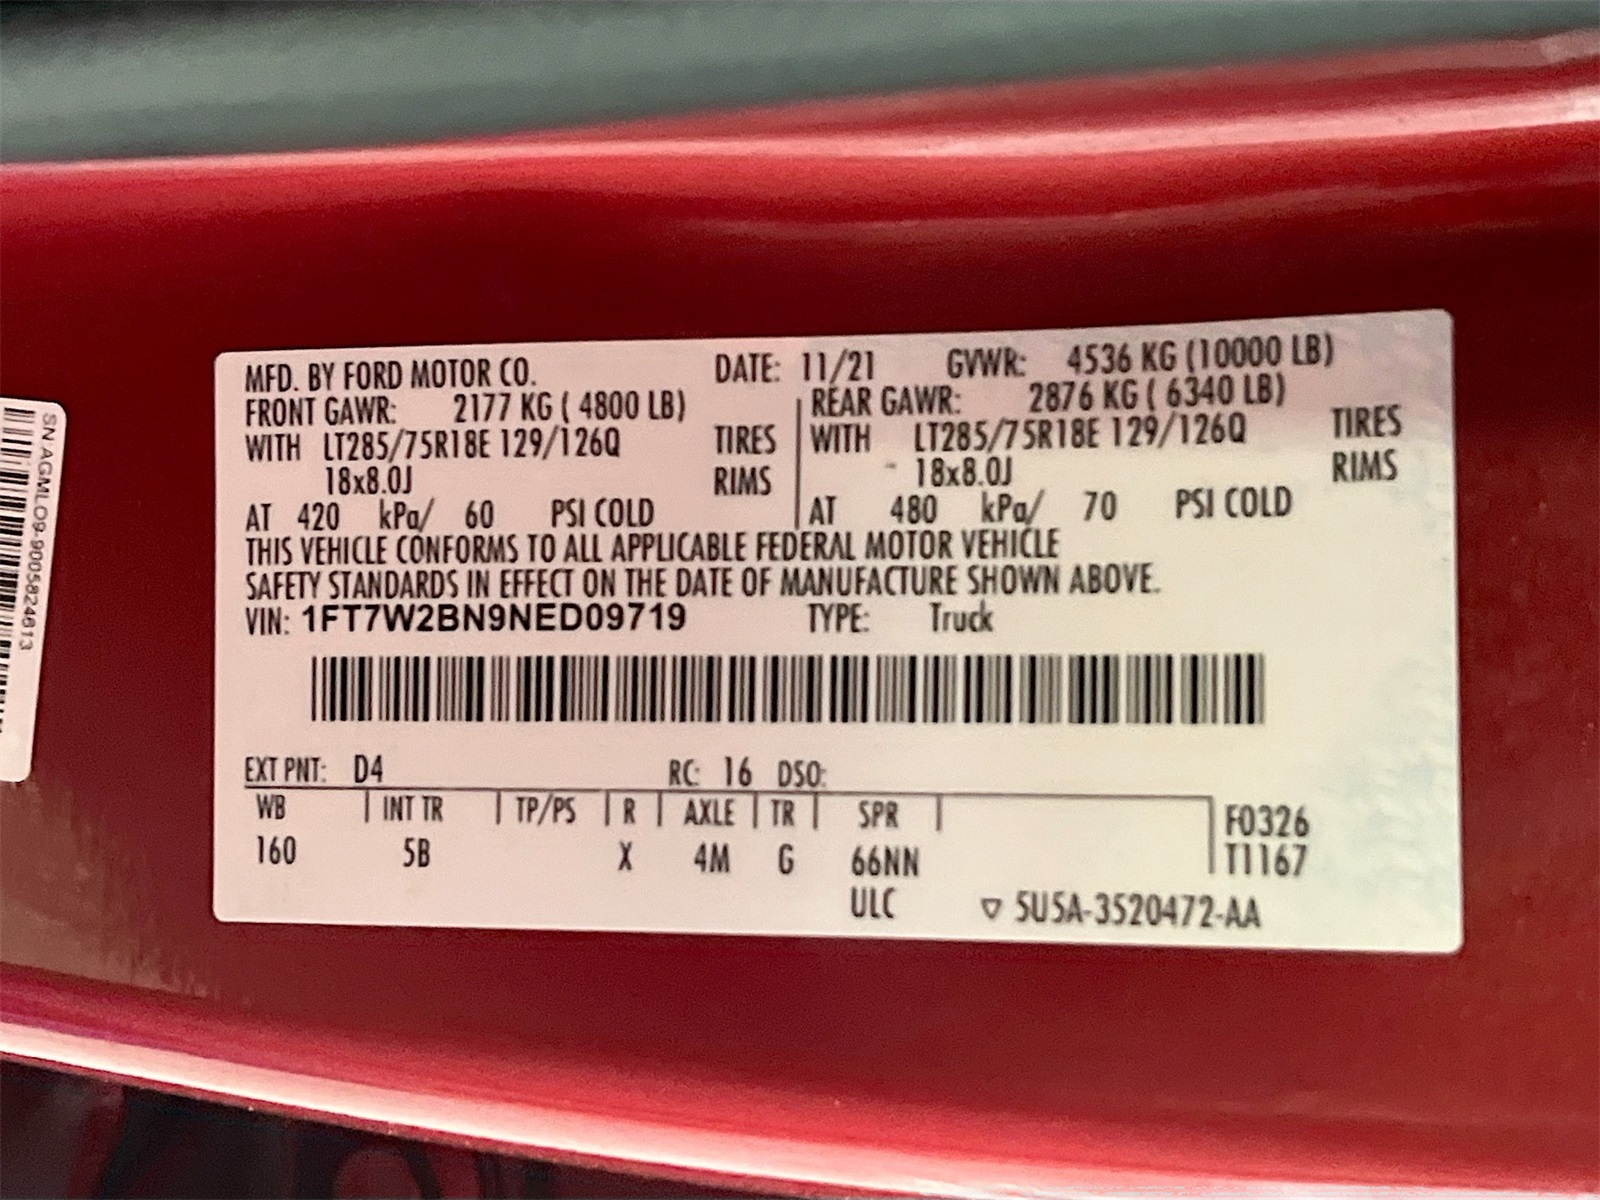 MFD. BY FORD MOTOR CO. DATE: 11/21 GVWR: 4536 KG (10000 LB)
FRONT GAWR: 2177 KG ( 4800 LB) REAR GAWR: 2876 KG ( 6340 LB)
WITH LT285/75R18E 129/126Q TIRES WITH LT285/75R18E 129/126Q TIRES
18x8.0J RIMS - 18x8.0J RIMS
AT 420 kPa/ 60 PSI COLD AT 480 kPa/ 70 PSI COLD
THIS VEHICLE CONFORMS TO ALL APPLICABLE FEDERAL MOTOR VEHICLE
SAFETY STANDARDS IN EFFECT ON THE DATE OF MANUFACTURE SHOWN ABOVE.
VIN: 1FT7W2BN9NED09719 TYPE: Truck
EXT PNT: D4 RC: 16 DSO:
WB INT TR TP/PS R AXLE TR SPR F0326
160 5B X 4M G 66NN T1167
ULC ▽ 5U5A-3520472-AA
SN:AGMLO9-9005824613